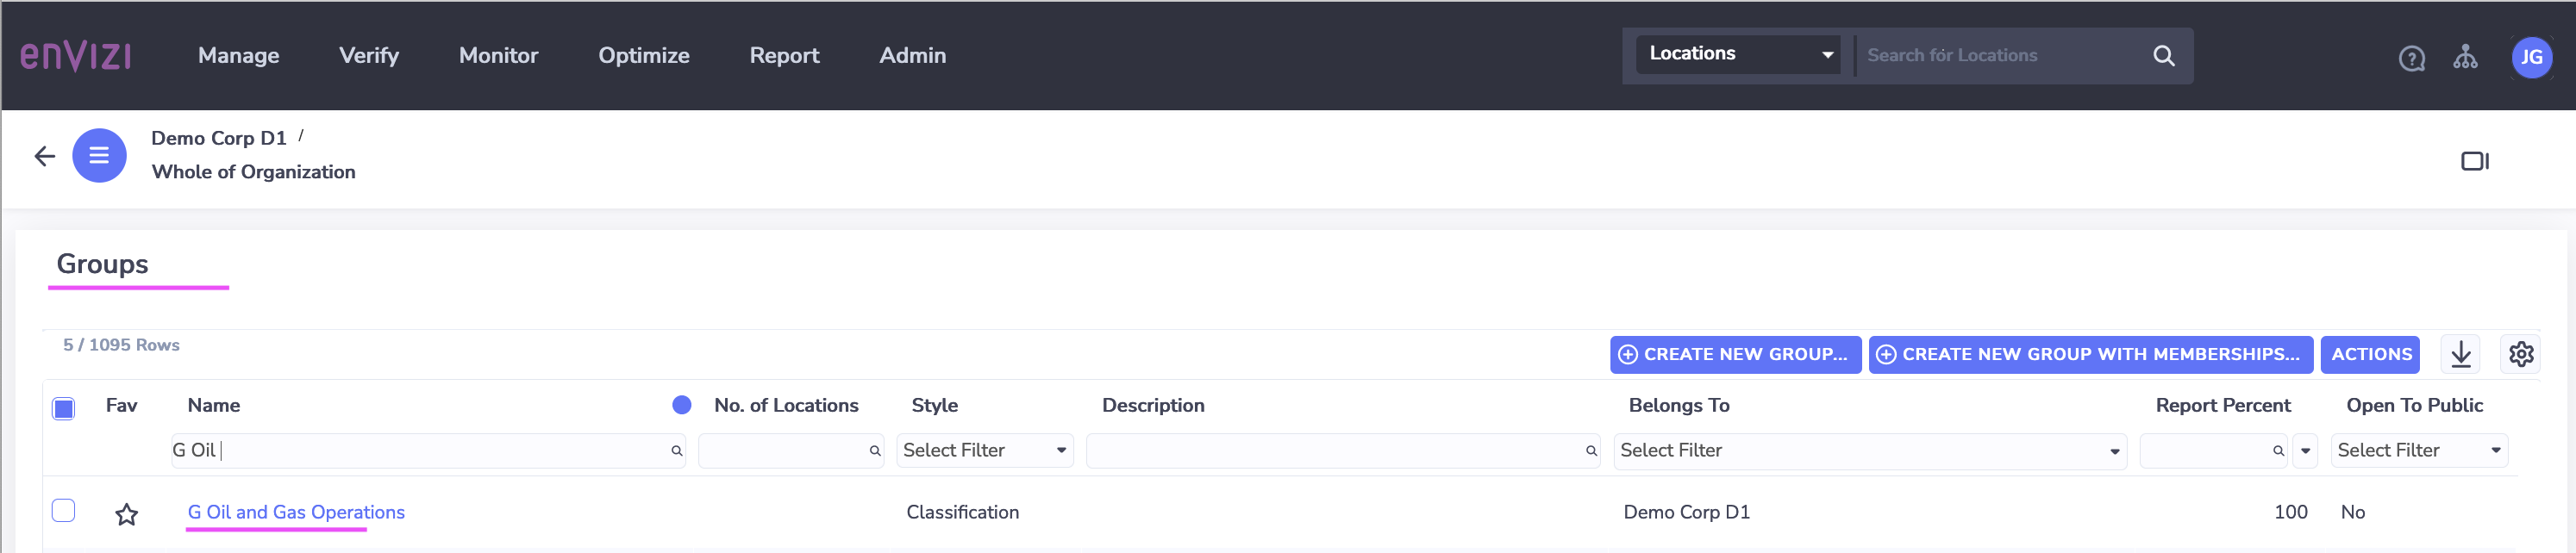 enVizi Manage Verify Monitor Optimize Report Admin Locations Search for Locations JG
Demo Corp D1 /
Whole of Organization
Groups
5 / 1095 Rows CREATE NEW GROUP... CREATE NEW GROUP WITH MEMBERSHIPS... ACTIONS
Fav Name No. of Locations Style Description Belongs To Report Percent Open To Public
G Oil Select Filter Select Filter Select Filter
G Oil and Gas Operations Classification Demo Corp D1 100 No